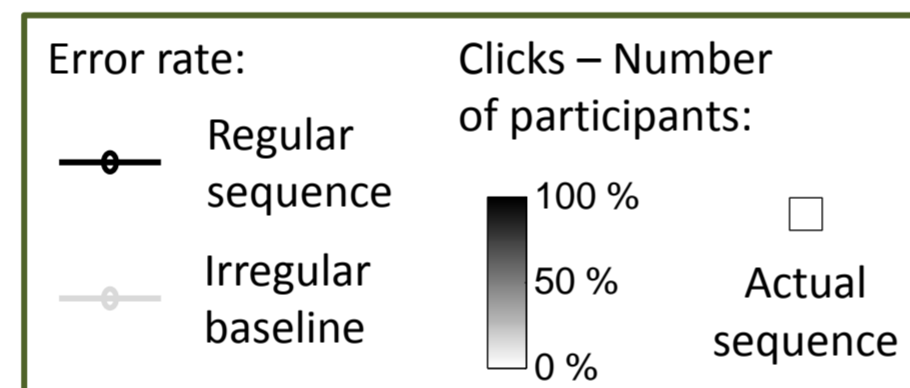 Error rate:
Regular
sequence
Irregular
baseline
Clicks – Number
of participants:
100 %
50 %
0 %
Actual
sequence